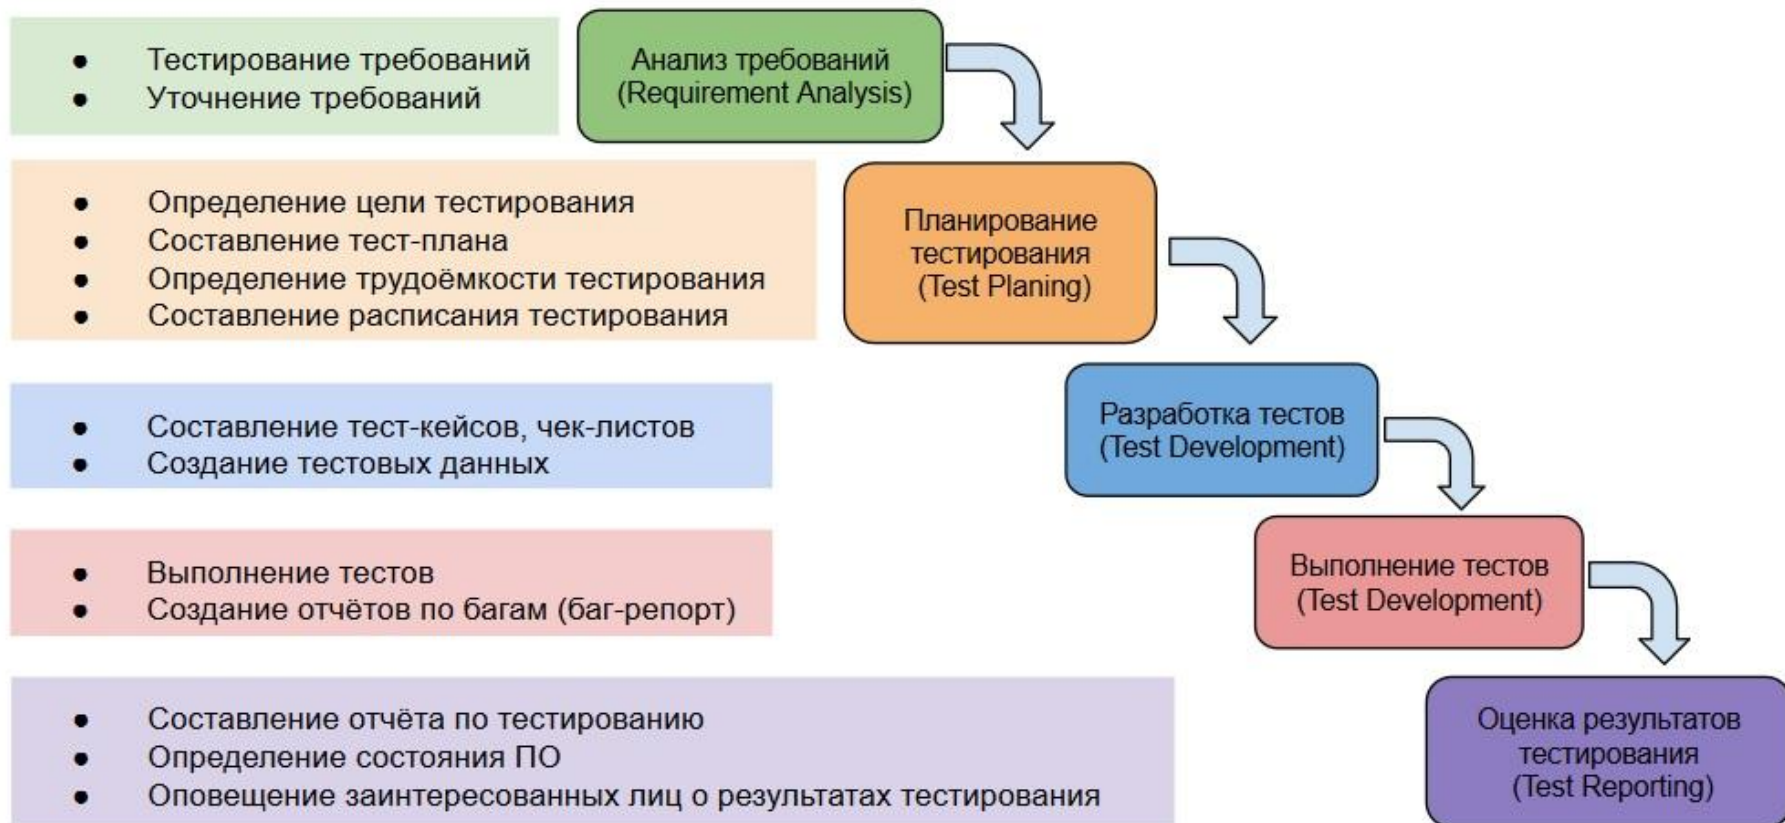 ● Тестирование требований
● Уточнение требований
Анализ требований
(Requirement Analysis)
● Определение цели тестирования
● Составление тест-плана
● Определение трудоёмкости тестирования
● Составление расписания тестирования
Планирование
тестирования
(Test Planing)
● Составление тест-кейсов, чек-листов
● Создание тестовых данных
Разработка тестов
(Test Development)
● Выполнение тестов
● Создание отчётов по багам (баг-репорт)
Выполнение тестов
(Test Development)
● Составление отчёта по тестированию
● Определение состояния ПО
● Оповещение заинтересованных лиц о результатах тестирования
Оценка результатов
тестирования
(Test Reporting)